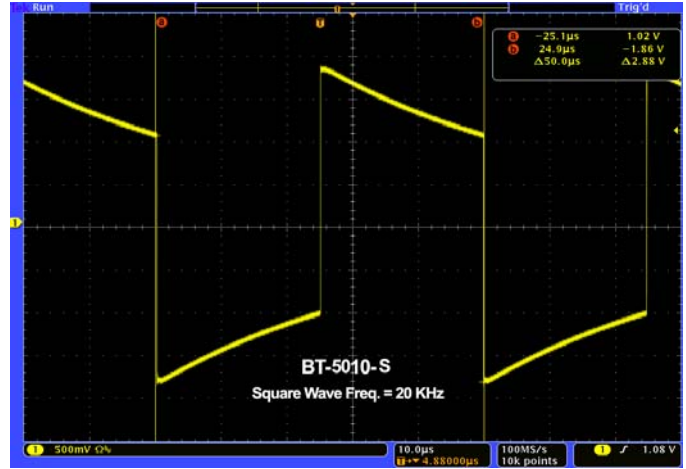 Run Trig'd
a T b
a −25.1µs 1.02 V
b 24.9µs −1.86 V
Δ50.0µs Δ2.88 V
1
BT-5010-S
Square Wave Freq. = 20 KHz
1 500mV Ω
10.0µs
T→▼ 4.88000µs
100MS/s
10k points
1 ∫ 1.08 V